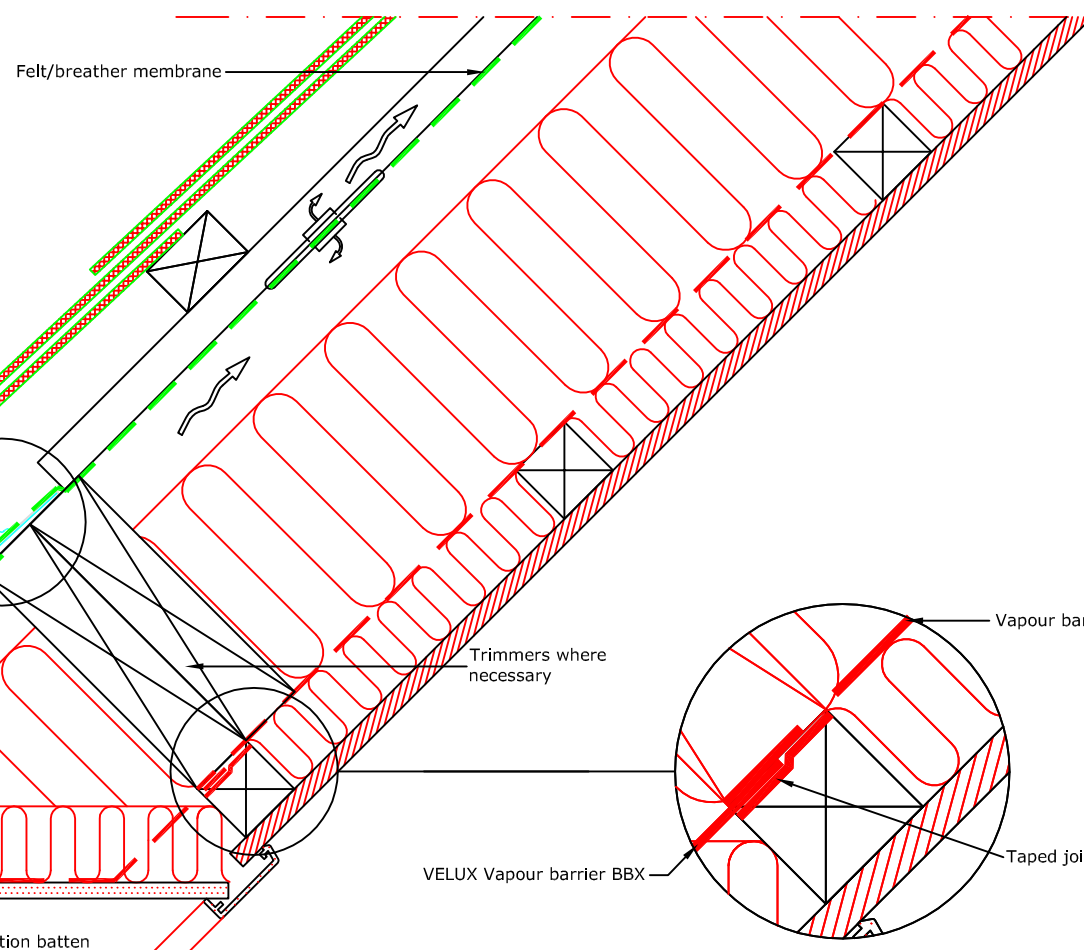 Felt/breather membrane
Vapour bar
Trimmers where
necessary
Taped joi
VELUX Vapour barrier BBX
tion batten